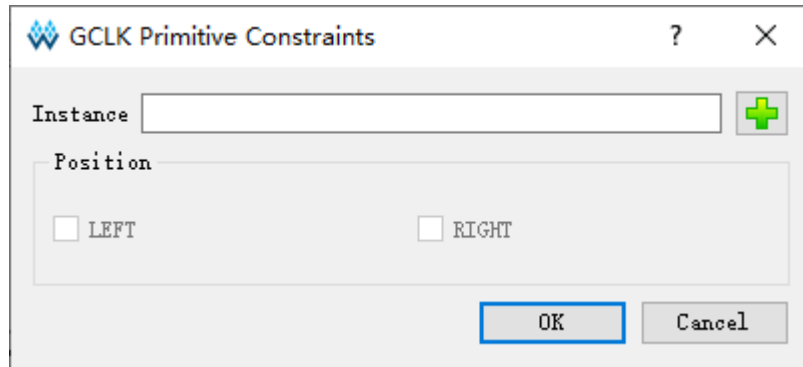 GCLK Primitive Constraints ?
Instance
Position
LEFT RIGHT
OK Cancel